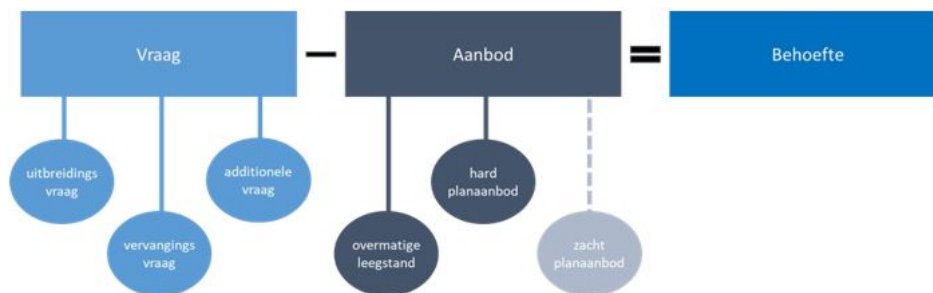 Vraag
Aanbod
Behoefte
uitbreidings
vraag
additionele
vraag
hard
planaanbod
vervangings
vraag
overmatige
leegstand
zacht
planaanbod